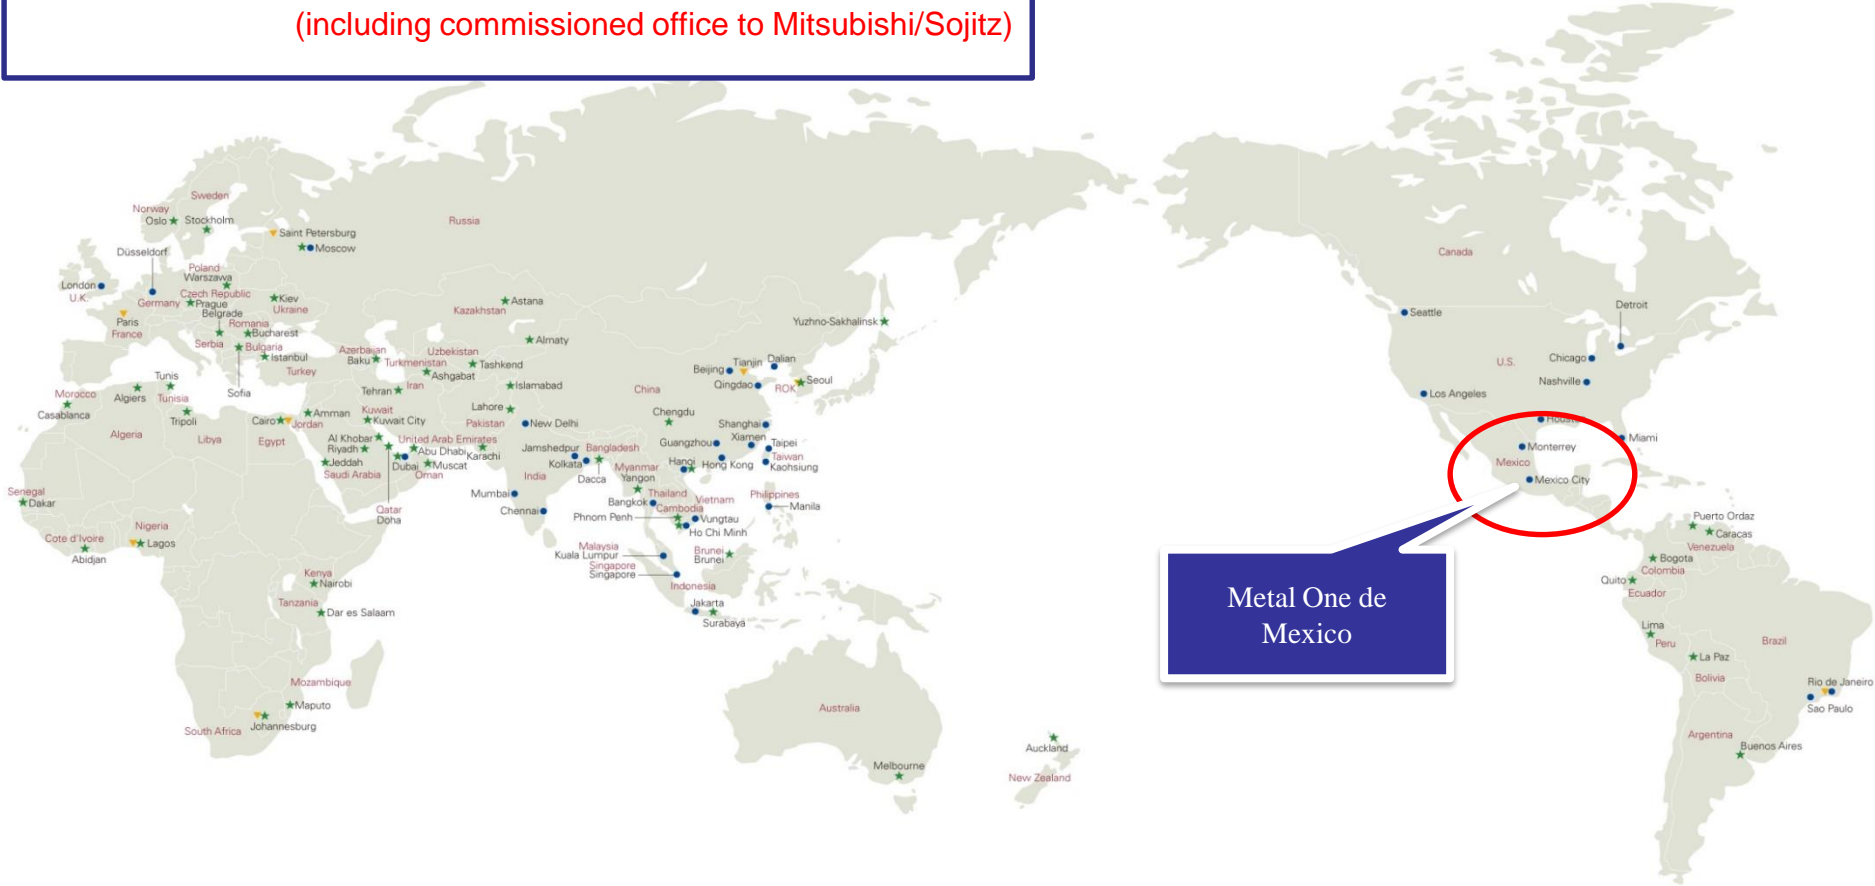 (including commissioned office to Mitsubishi/Sojitz)
Sweden
Norway
Oslo
Stockholm
Russia
Saint Petersburg
Moscow
Düsseldorf
Poland
Warszawa
London
U.K.
Germany
Czech Republic
Prague
Belgrade
Kiev
Ukraine
Paris
France
Romania
Bucharest
Serbia
Bulgaria
Istanbul
Turkey
Sofia
Kazakhstan
Astana
Almaty
Azerbaijan
Baku
Uzbekistan
Turkmenistan
Tashkend
Ashgabat
Tehran
Iran
Islamabad
Lahore
Pakistan
New Delhi
Yuzhno-Sakhalinsk
Beijing
Tianjin
Dalian
Qingdao
ROK
Seoul
China
Chengdu
Shanghai
Guangzhou
Xiamen
Taipei
Taiwan
Kaohsiung
Hanoi
Hong Kong
Tunis
Morocco
Casablanca
Algiers
Tunisia
Tripoli
Algeria
Libya
Cairo
Egypt
Amman
Jordan
Kuwait
Kuwait City
Al Khobar
Riyadh
Jeddah
Saudi Arabia
United Arab Emirates
Abu Dhabi
Dubai
Muscat
Oman
Karachi
Qatar
Doha
Jamshedpur
Kolkata
Bangladesh
Dacca
India
Mumbai
Chennai
Myanmar
Yangon
Thailand
Bangkok
Cambodia
Phnom Penh
Vietnam
Vungtau
Ho Chi Minh
Philippines
Manila
Malaysia
Kuala Lumpur
Singapore
Singapore
Brunei
Brunei
Indonesia
Jakarta
Surabaya
Senegal
Dakar
Cote d'Ivoire
Abidjan
Nigeria
Lagos
Kenya
Nairobi
Tanzania
Dar es Salaam
Mozambique
Maputo
South Africa
Johannesburg
Australia
Melbourne
Auckland
New Zealand
Canada
Seattle
Detroit
U.S.
Chicago
Nashville
Los Angeles
Houston
Miami
Monterrey
Mexico
Mexico City
Metal One de
Mexico
Puerto Ordaz
Caracas
Venezuela
Bogota
Colombia
Quito
Ecuador
Lima
Peru
Brazil
La Paz
Bolivia
Rio de Janeiro
Sao Paulo
Argentina
Buenos Aires